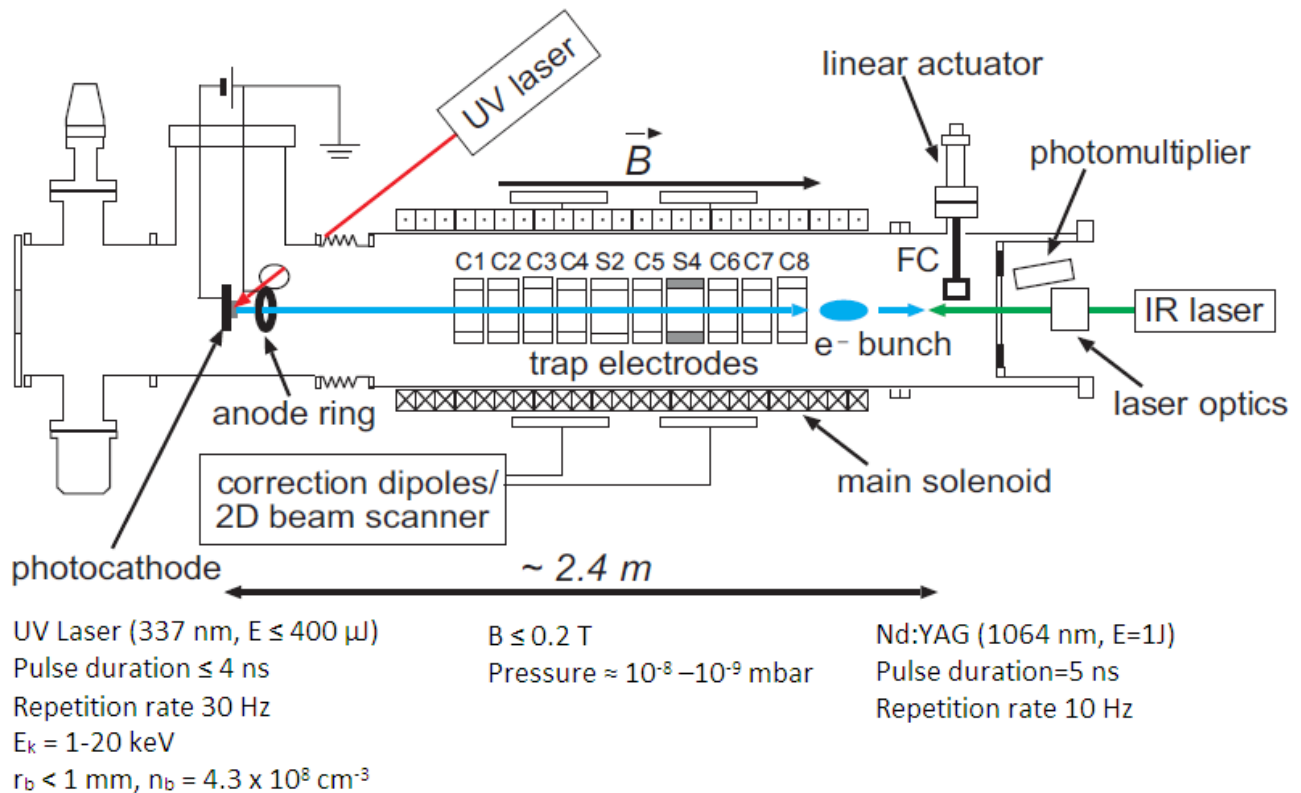 UV laser
linear actuator
photomultiplier
B
C1 C2 C3 C4 S2 C5 S4 C6 C7 C8
FC
IR laser
trap electrodes
e⁻ bunch
anode ring
laser optics
correction dipoles/
2D beam scanner
main solenoid
photocathode
~ 2.4 m
UV Laser (337 nm, E ≤ 400 μJ)
Pulse duration ≤ 4 ns
Repetition rate 30 Hz
Eₖ = 1-20 keV
r_b < 1 mm, n_b = 4.3 x 10⁸ cm⁻³
B ≤ 0.2 T
Pressure ≈ 10⁻⁸ –10⁻⁹ mbar
Nd:YAG (1064 nm, E=1J)
Pulse duration=5 ns
Repetition rate 10 Hz